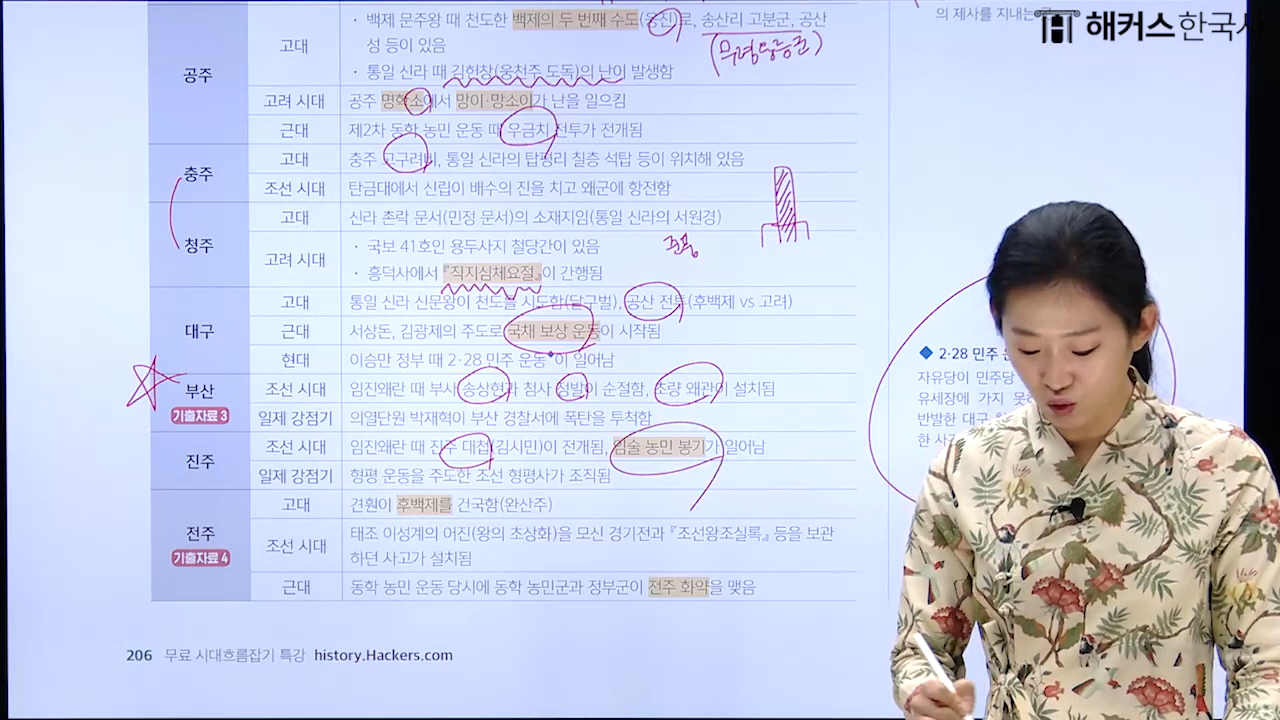 의 제사를 지내는
해커스한국사
공주
고대
· 백제 문주왕 때 천도한 백제의 두 번째 수도(웅진)로, 송산리 고분군, 공산
성 등이 있음
(무령왕릉)
· 통일 신라 때 김헌창(웅천주 도독)의 난이 발생함
고려 시대
공주 명학소에서 망이·망소이가 난을 일으킴
근대
제2차 동학 농민 운동 때 우금치 전투가 전개됨
충주
고대
충주 고구려비, 통일 신라의 탑평리 칠층 석탑 등이 위치해 있음
조선 시대
탄금대에서 신립이 배수의 진을 치고 왜군에 항전함
청주
고대
신라 촌락 문서(민정 문서)의 소재지임(통일 신라의 서원경)
고려 시대
· 국보 41호인 용두사지 철당간이 있음
준풍
· 흥덕사에서 『직지심체요절』이 간행됨
대구
고대
통일 신라 신문왕이 천도를 시도함(달구벌), 공산 전투(후백제 vs 고려)
근대
서상돈, 김광제의 주도로 국채 보상 운동이 시작됨
현대
이승만 정부 때 2·28 민주 운동이 일어남
부산
기출자료 3
조선 시대
임진왜란 때 부사 송상현과 첨사 정발이 순절함, 초량 왜관이 설치됨
일제 강점기
의열단원 박재혁이 부산 경찰서에 폭탄을 투척함
진주
조선 시대
임진왜란 때 진주 대첩(김시민)이 전개됨, 임술 농민 봉기가 일어남
일제 강점기
형평 운동을 주도한 조선 형평사가 조직됨
전주
기출자료 4
고대
견훤이 후백제를 건국함(완산주)
조선 시대
태조 이성계의 어진(왕의 초상화)을 모신 경기전과 『조선왕조실록』 등을 보관
하던 사고가 설치됨
근대
동학 농민 운동 당시에 동학 농민군과 정부군이 전주 화약을 맺음
◆ 2·28 민주
자유당이 민주당
유세장에 가지
반발한 대구
한
206 무료 시대흐름잡기 특강 history.Hackers.com